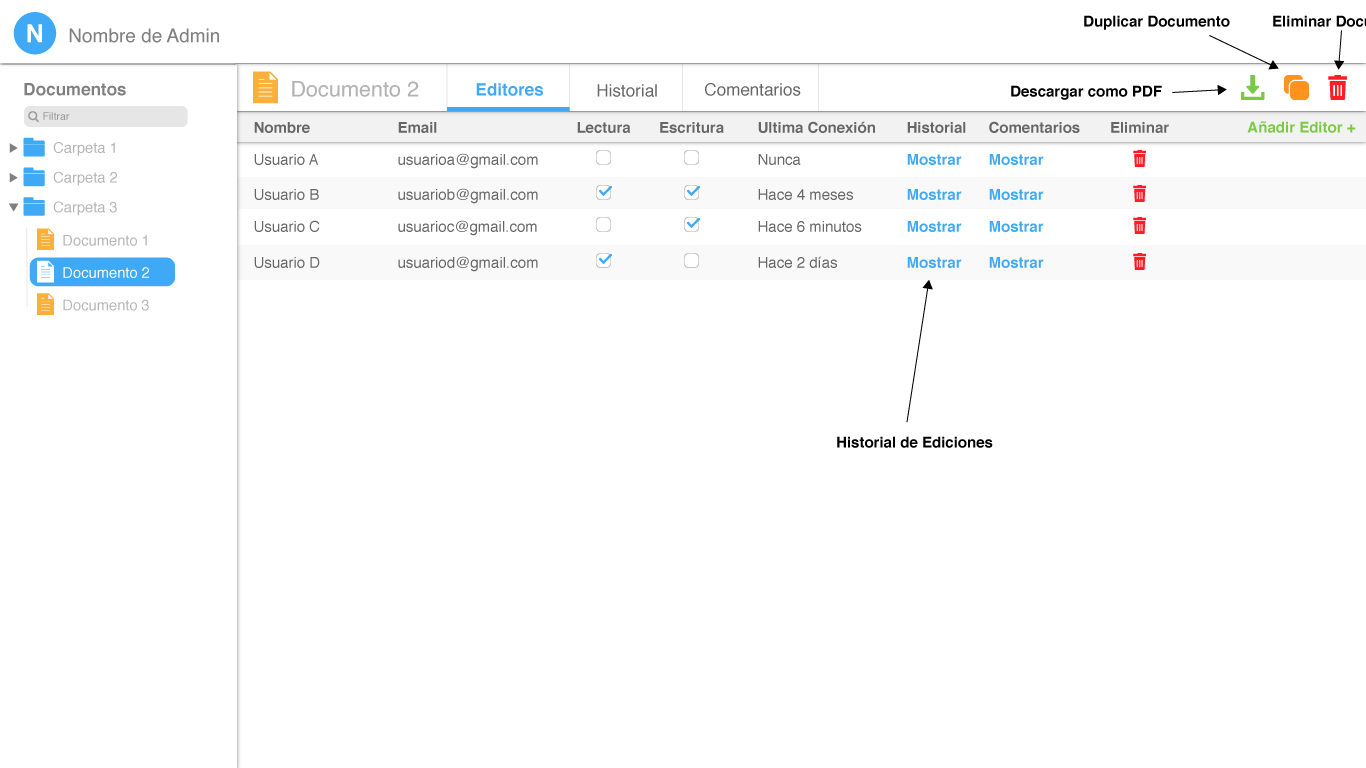 N
Nombre de Admin
Duplicar Documento
Eliminar Doc
Descargar como PDF
Documentos
Filtrar
Carpeta 1
Carpeta 2
Carpeta 3
Documento 1
Documento 2
Documento 3
Documento 2 Editores Historial Comentarios
Nombre Email Lectura Escritura Ultima Conexión Historial Comentarios Eliminar Añadir Editor +
Usuario A usuarioa@gmail.com Nunca Mostrar Mostrar
Usuario B usuariob@gmail.com Hace 4 meses Mostrar Mostrar
Usuario C usuarioc@gmail.com Hace 6 minutos Mostrar Mostrar
Usuario D usuariod@gmail.com Hace 2 días Mostrar Mostrar
Historial de Ediciones